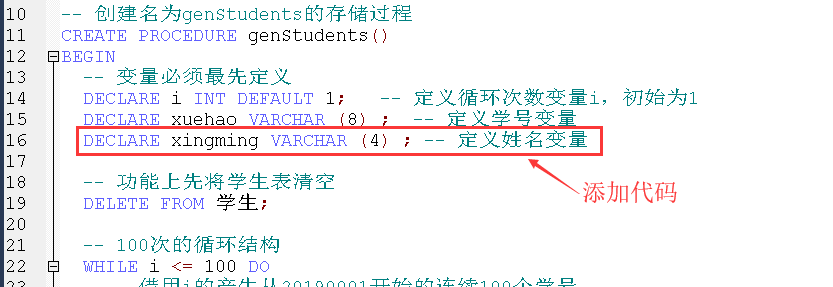 10 -- 创建名为genStudents的存储过程
11 CREATE PROCEDURE genStudents()
12 BEGIN
13 -- 变量必须最先定义
14 DECLARE i INT DEFAULT 1; -- 定义循环次数变量i，初始为1
15 DECLARE xuehao VARCHAR (8) ; -- 定义学号变量
16 DECLARE xingming VARCHAR (4) ; -- 定义姓名变量
17
18 -- 功能上先将学生表清空
添加代码
19 DELETE FROM 学生;
20
21 -- 100次的循环结构
22 WHILE i <= 100 DO
23 -- 借用i的产生从20190001开始的连续100个学号